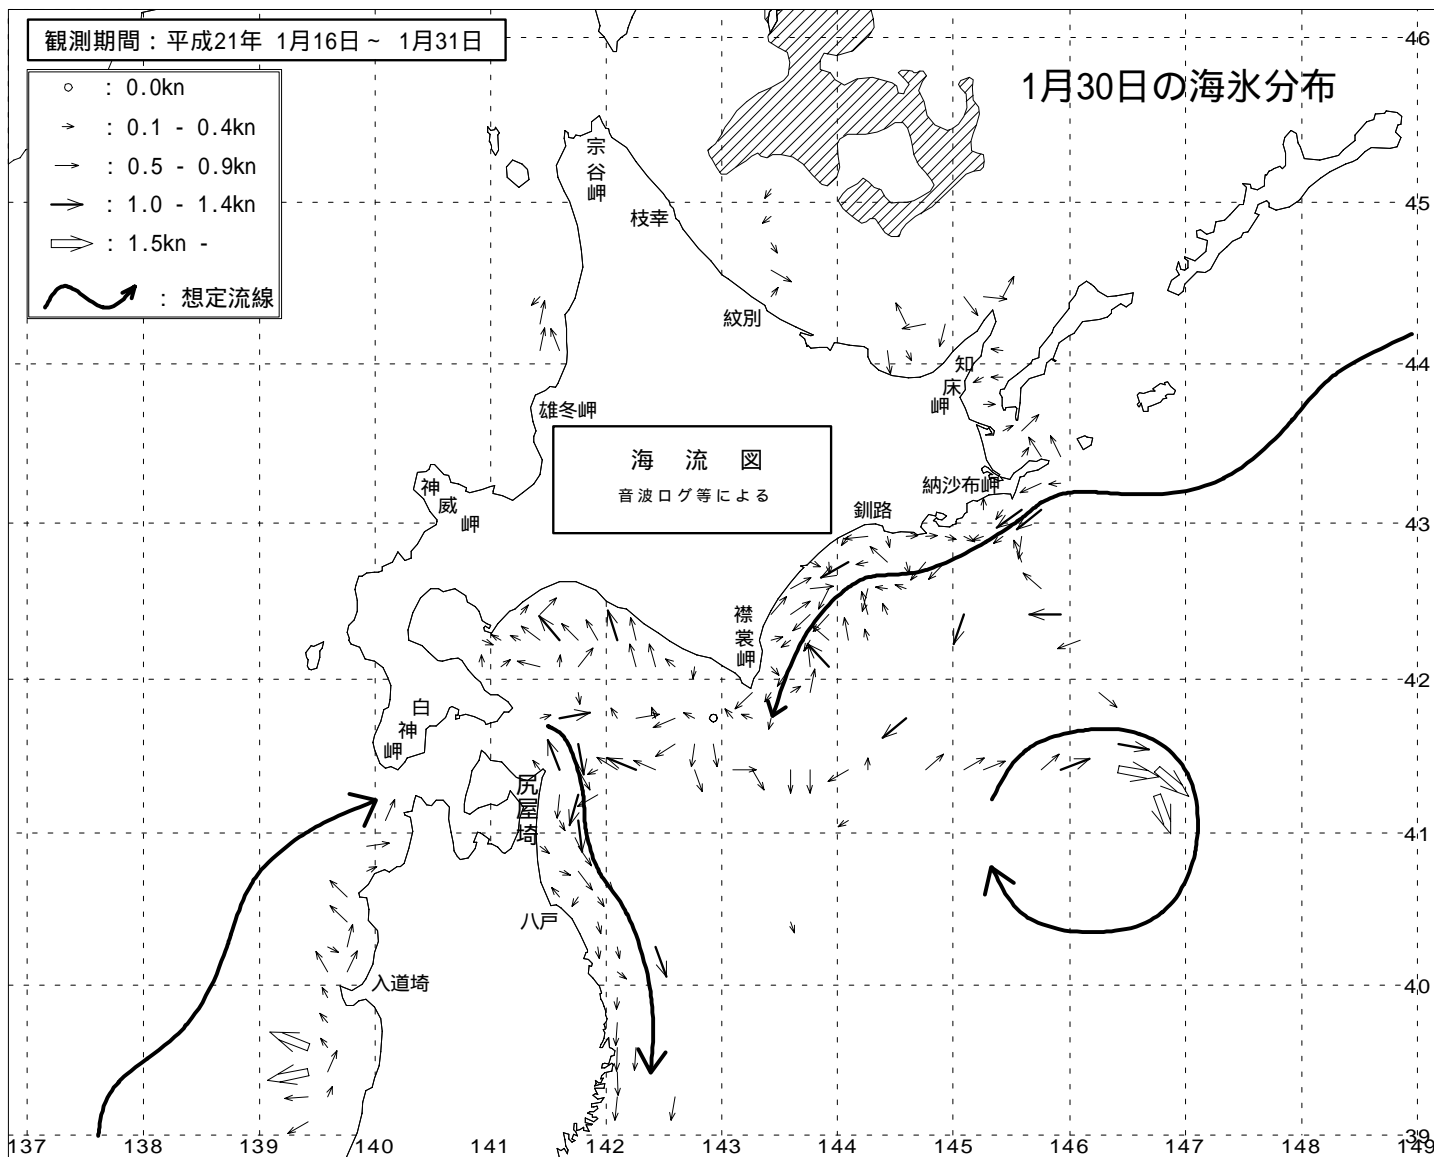 観測期間：平成21年 1月16日～ 1月31日
：0.0kn
：0.1 - 0.4kn
：0.5 - 0.9kn
：1.0 - 1.4kn
：1.5kn -
：想定流線
1月30日の海氷分布
宗谷岬
枝幸
紋別
知床岬
雄冬岬
海 流 図
音波ログ等による
神威岬
納沙布岬
釧路
襟裳岬
白神岬
尻屋埼
八戸
入道埼
46
45
44
43
42
41
40
39
137 138 139 140 141 142 143 144 145 146 147 148 149